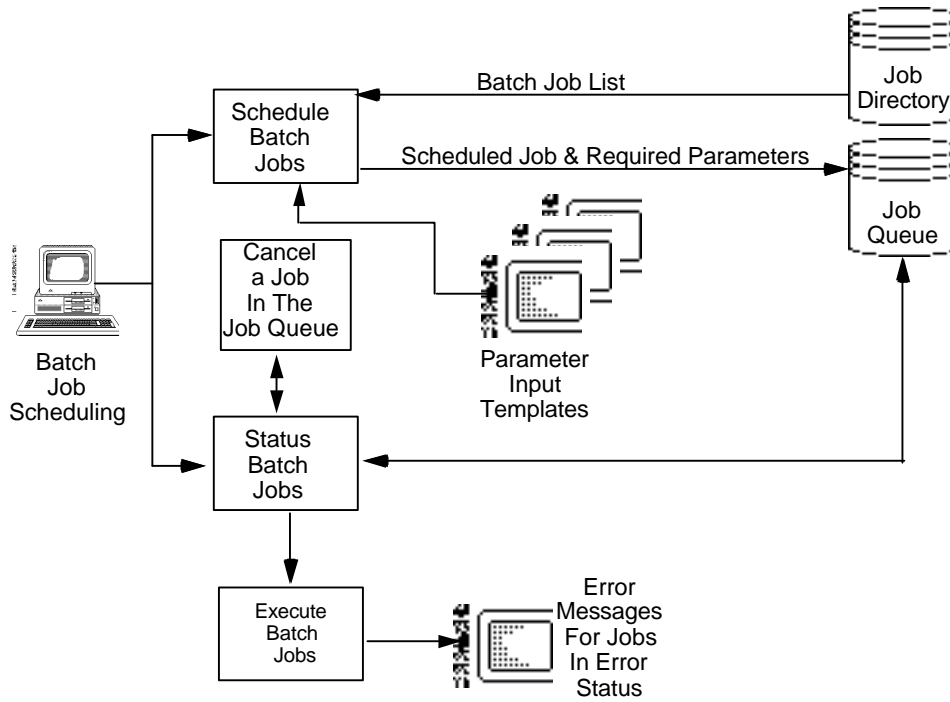 Batch Job List
Job
Directory
Schedule
Batch
Jobs
Scheduled Job & Required Parameters
Job
Queue
Cancel
a Job
In The
Job Queue
Batch
Job
Scheduling
Parameter
Input
Templates
Status
Batch
Jobs
Execute
Batch
Jobs
Error
Messages
For Jobs
In Error
Status